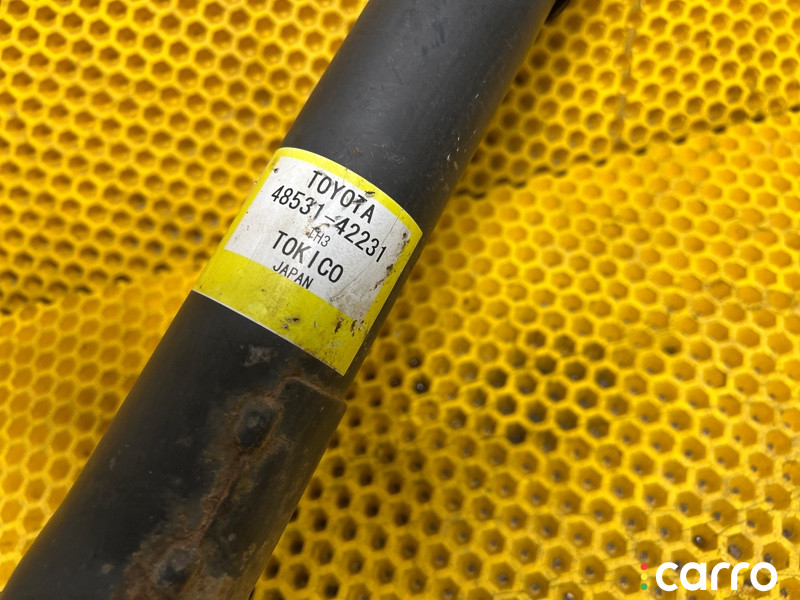 TOYOTA
48531-42231
TOKICO
JAPAN
carro